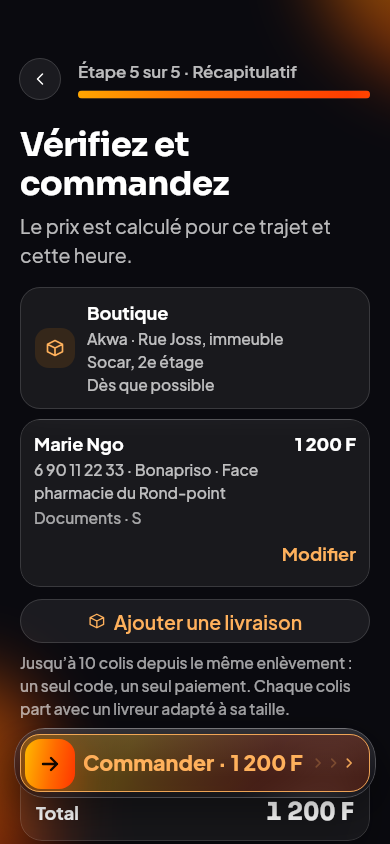 Étape 5 sur 5 · Récapitulatif
Vérifiez et
commandez
Le prix est calculé pour ce trajet et
cette heure.
Boutique
Akwa · Rue Joss, immeuble
Socar, 2e étage
Dès que possible
Marie Ngo 1 200 F
6 90 11 22 33 · Bonapriso · Face
pharmacie du Rond-point
Documents · S
Modifier
Ajouter une livraison
Jusqu’à 10 colis depuis le même enlèvement :
un seul code, un seul paiement. Chaque colis
part avec un livreur adapté à sa taille.
Commander · 1 200 F
Total 1 200 F